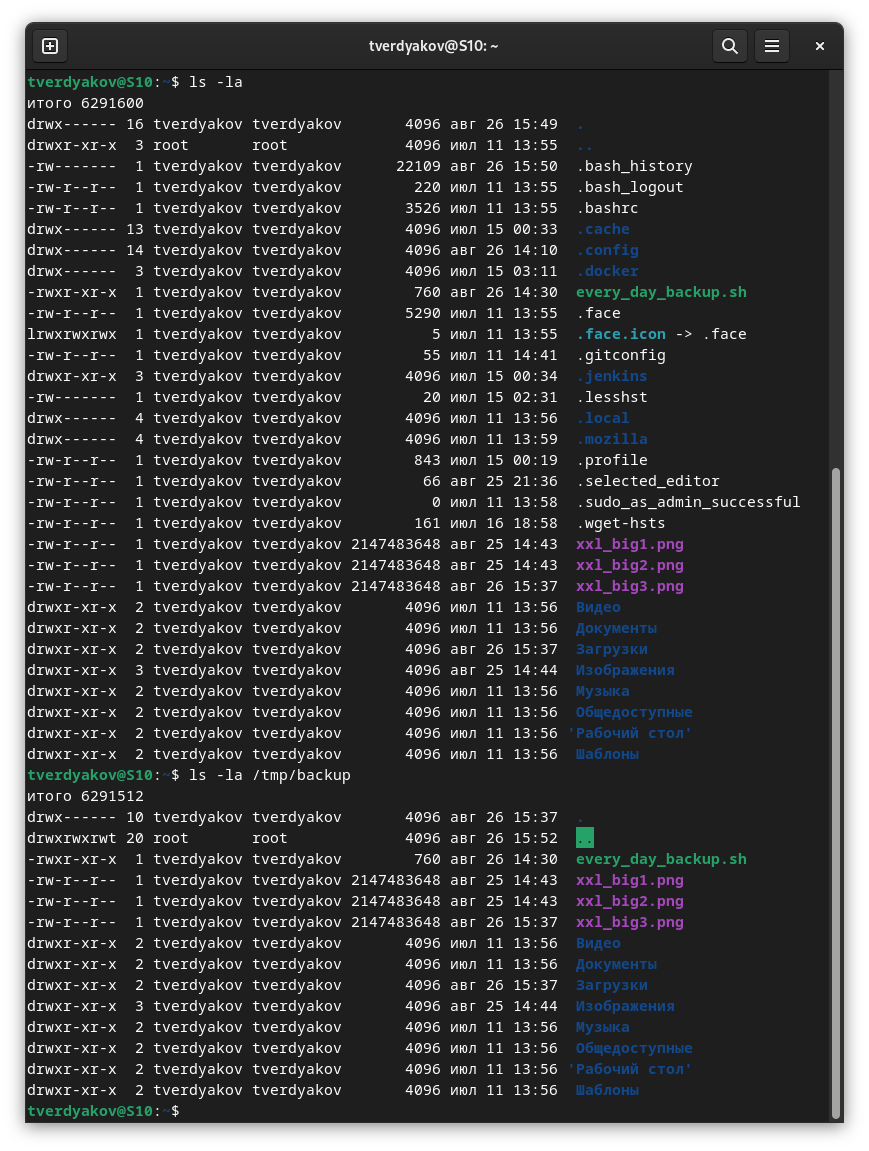 tverdyakov@S10: ~
tverdyakov@S10:~$ ls -la
итого 6291600
drwx------ 16 tverdyakov tverdyakov       4096 авг 26 15:49  .
drwxr-xr-x  3 root       root             4096 июл 11 13:55  ..
-rw-------  1 tverdyakov tverdyakov      22109 авг 26 15:50  .bash_history
-rw-r--r--  1 tverdyakov tverdyakov        220 июл 11 13:55  .bash_logout
-rw-r--r--  1 tverdyakov tverdyakov       3526 июл 11 13:55  .bashrc
drwx------ 13 tverdyakov tverdyakov       4096 июл 15 00:33  .cache
drwx------ 14 tverdyakov tverdyakov       4096 авг 26 14:10  .config
drwx------  3 tverdyakov tverdyakov       4096 июл 15 03:11  .docker
-rwxr-xr-x  1 tverdyakov tverdyakov        760 авг 26 14:30  every_day_backup.sh
-rw-r--r--  1 tverdyakov tverdyakov       5290 июл 11 13:55  .face
lrwxrwxrwx  1 tverdyakov tverdyakov          5 июл 11 13:55  .face.icon -> .face
-rw-r--r--  1 tverdyakov tverdyakov         55 июл 11 14:41  .gitconfig
drwxr-xr-x  3 tverdyakov tverdyakov       4096 июл 15 00:34  .jenkins
-rw-------  1 tverdyakov tverdyakov         20 июл 15 02:31  .lesshst
drwx------  4 tverdyakov tverdyakov       4096 июл 11 13:56  .local
drwx------  4 tverdyakov tverdyakov       4096 июл 11 13:59  .mozilla
-rw-r--r--  1 tverdyakov tverdyakov        843 июл 15 00:19  .profile
-rw-r--r--  1 tverdyakov tverdyakov         66 авг 25 21:36  .selected_editor
-rw-r--r--  1 tverdyakov tverdyakov          0 июл 11 13:58  .sudo_as_admin_successful
-rw-r--r--  1 tverdyakov tverdyakov        161 июл 16 18:58  .wget-hsts
-rw-r--r--  1 tverdyakov tverdyakov 2147483648 авг 25 14:43  xxl_big1.png
-rw-r--r--  1 tverdyakov tverdyakov 2147483648 авг 25 14:43  xxl_big2.png
-rw-r--r--  1 tverdyakov tverdyakov 2147483648 авг 26 15:37  xxl_big3.png
drwxr-xr-x  2 tverdyakov tverdyakov       4096 июл 11 13:56  Видео
drwxr-xr-x  2 tverdyakov tverdyakov       4096 июл 11 13:56  Документы
drwxr-xr-x  2 tverdyakov tverdyakov       4096 авг 26 15:37  Загрузки
drwxr-xr-x  3 tverdyakov tverdyakov       4096 авг 25 14:44  Изображения
drwxr-xr-x  2 tverdyakov tverdyakov       4096 июл 11 13:56  Музыка
drwxr-xr-x  2 tverdyakov tverdyakov       4096 июл 11 13:56  Общедоступные
drwxr-xr-x  2 tverdyakov tverdyakov       4096 июл 11 13:56 'Рабочий стол'
drwxr-xr-x  2 tverdyakov tverdyakov       4096 июл 11 13:56  Шаблоны
tverdyakov@S10:~$ ls -la /tmp/backup
итого 6291512
drwx------ 10 tverdyakov tverdyakov       4096 авг 26 15:37  .
drwxrwxrwt 20 root       root             4096 авг 26 15:52  ..
-rwxr-xr-x  1 tverdyakov tverdyakov        760 авг 26 14:30  every_day_backup.sh
-rw-r--r--  1 tverdyakov tverdyakov 2147483648 авг 25 14:43  xxl_big1.png
-rw-r--r--  1 tverdyakov tverdyakov 2147483648 авг 25 14:43  xxl_big2.png
-rw-r--r--  1 tverdyakov tverdyakov 2147483648 авг 26 15:37  xxl_big3.png
drwxr-xr-x  2 tverdyakov tverdyakov       4096 июл 11 13:56  Видео
drwxr-xr-x  2 tverdyakov tverdyakov       4096 июл 11 13:56  Документы
drwxr-xr-x  2 tverdyakov tverdyakov       4096 авг 26 15:37  Загрузки
drwxr-xr-x  3 tverdyakov tverdyakov       4096 авг 25 14:44  Изображения
drwxr-xr-x  2 tverdyakov tverdyakov       4096 июл 11 13:56  Музыка
drwxr-xr-x  2 tverdyakov tverdyakov       4096 июл 11 13:56  Общедоступные
drwxr-xr-x  2 tverdyakov tverdyakov       4096 июл 11 13:56 'Рабочий стол'
drwxr-xr-x  2 tverdyakov tverdyakov       4096 июл 11 13:56  Шаблоны
tverdyakov@S10:~$